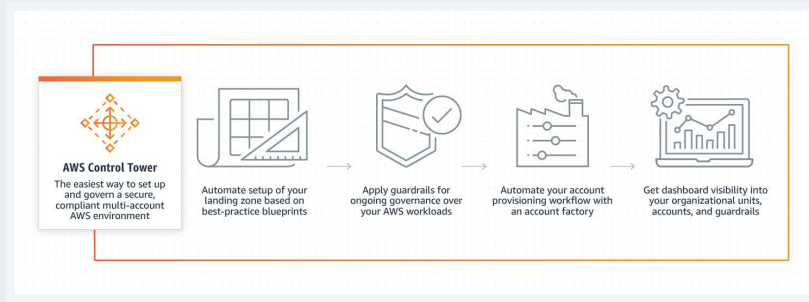 AWS Control Tower
The easiest way to set up
and govern a secure,
compliant multi-account
AWS environment
Automate setup of your
landing zone based on
best-practice blueprints
Apply guardrails for
ongoing governance over
your AWS workloads
Automate your account
provisioning workflow with
an account factory
Get dashboard visibility into
your organizational units,
accounts, and guardrails